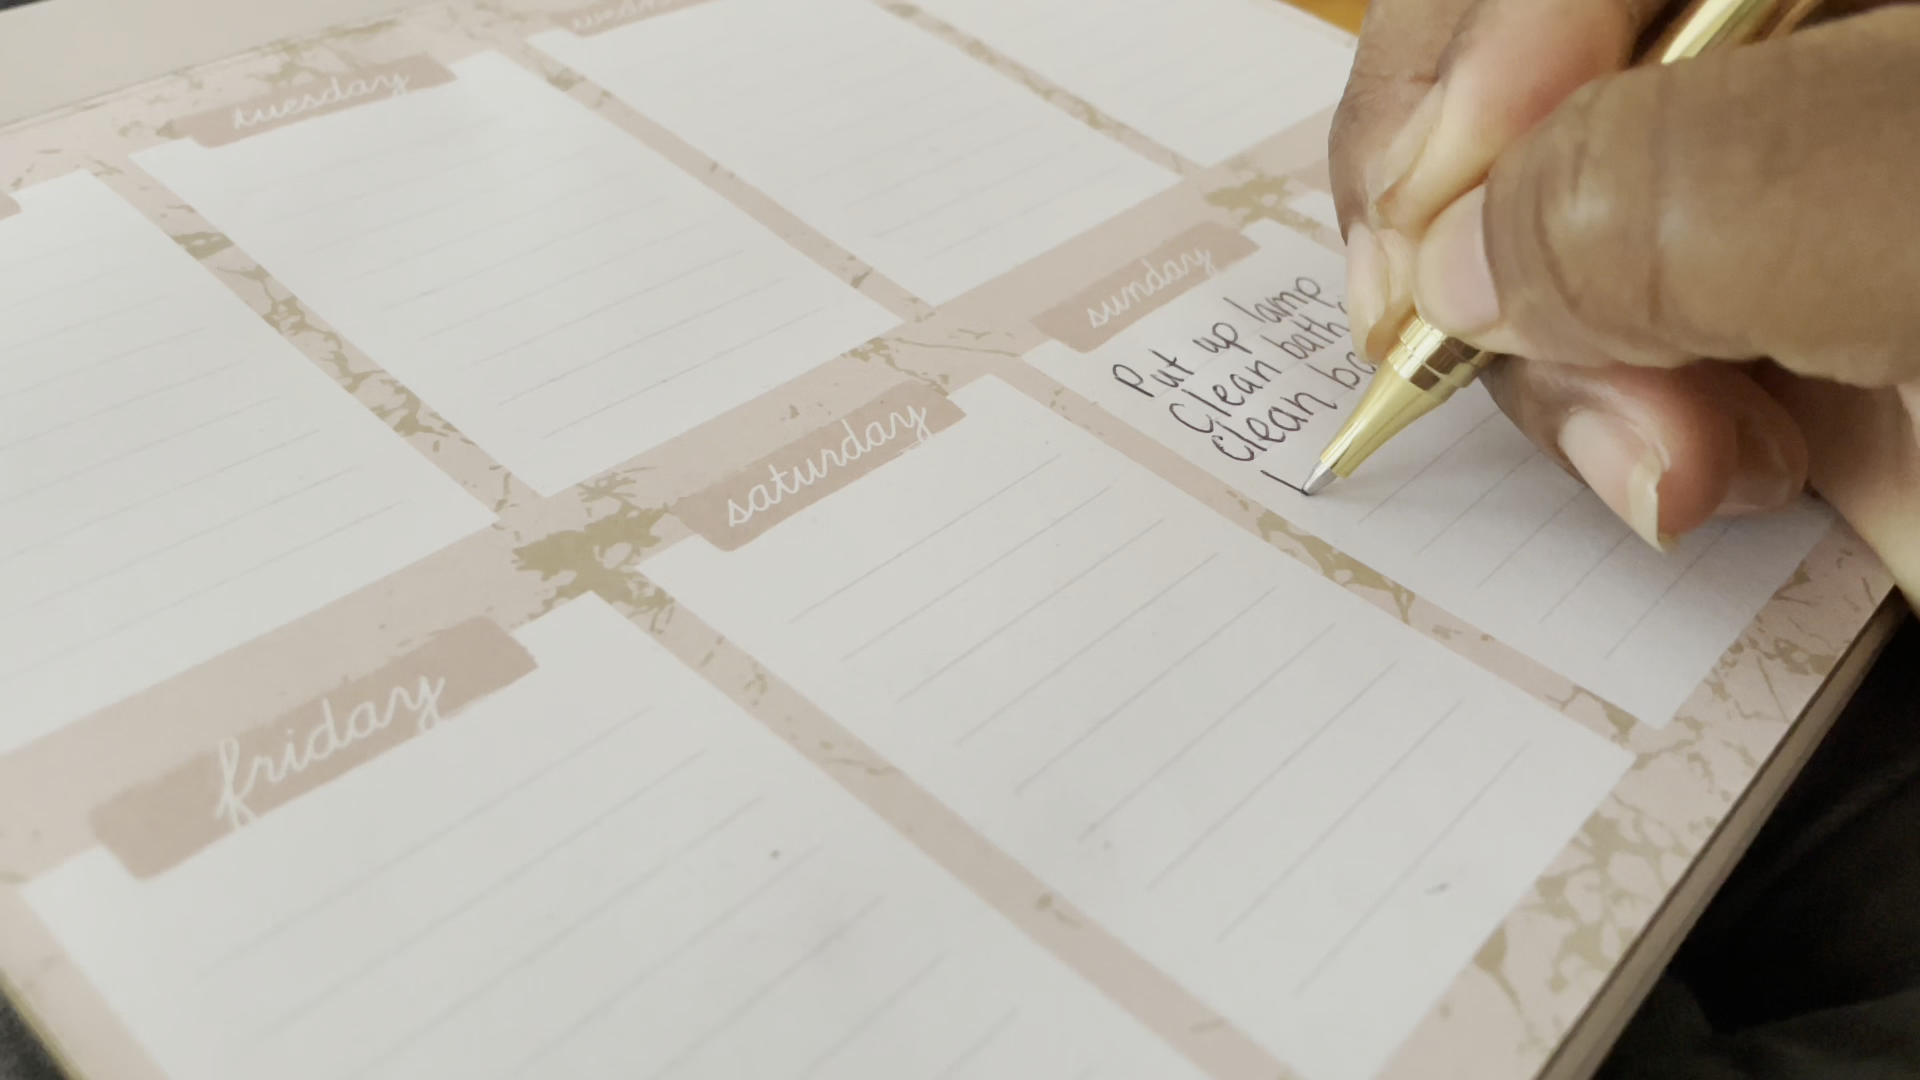 tuesday
sunday
Put up lamp
Clean bath
clean
saturday
friday